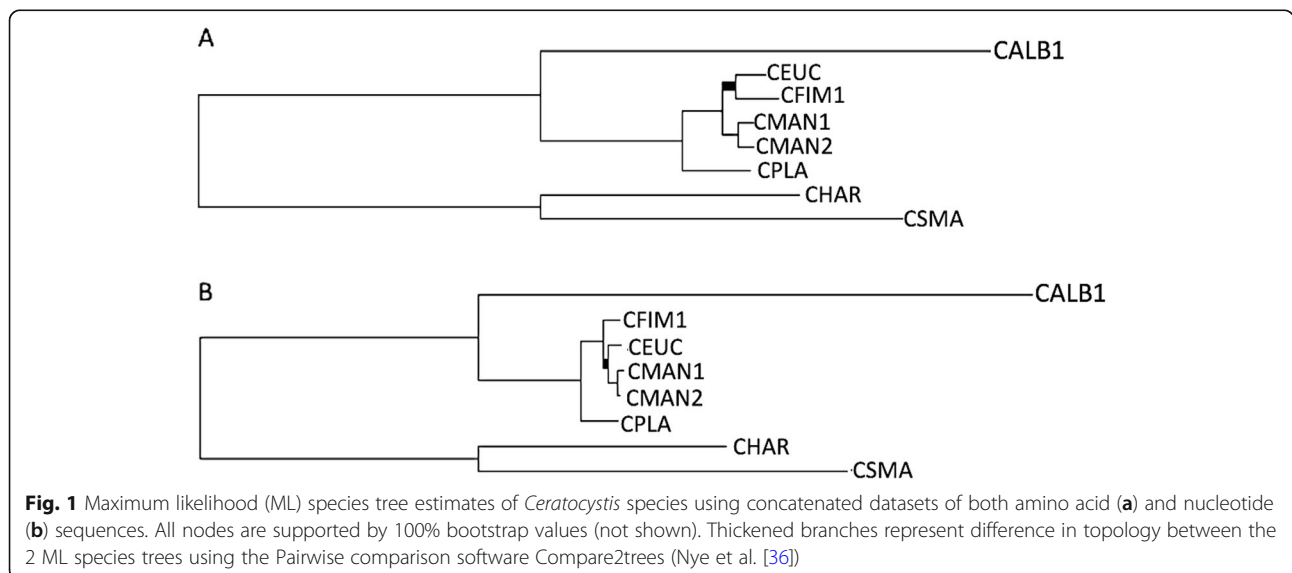 A
CALB1
CEUC
CFIM1
CMAN1
CMAN2
CPLA
CHAR
CSMA
B
CALB1
CFIM1
CEUC
CMAN1
CMAN2
CPLA
CHAR
CSMA
Fig. 1 Maximum likelihood (ML) species tree estimates of Ceratocystis species using concatenated datasets of both amino acid (a) and nucleotide
(b) sequences. All nodes are supported by 100% bootstrap values (not shown). Thickened branches represent difference in topology between the
2 ML species trees using the Pairwise comparison software Compare2trees (Nye et al. [36])